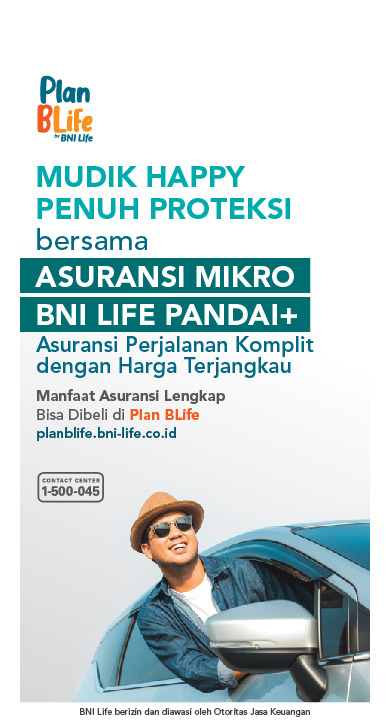 Plan
BLife
by BNI Life
MUDIK HAPPY
PENUH PROTEKSI
bersama
ASURANSI MIKRO
BNI LIFE PANDAI+
Asuransi Perjalanan Komplit
dengan Harga Terjangkau
Manfaat Asuransi Lengkap
Bisa Dibeli di Plan BLife
planblife.bni-life.co.id
CONTACT CENTER
1-500-045
BNI Life berizin dan diawasi oleh Otoritas Jasa Keuangan